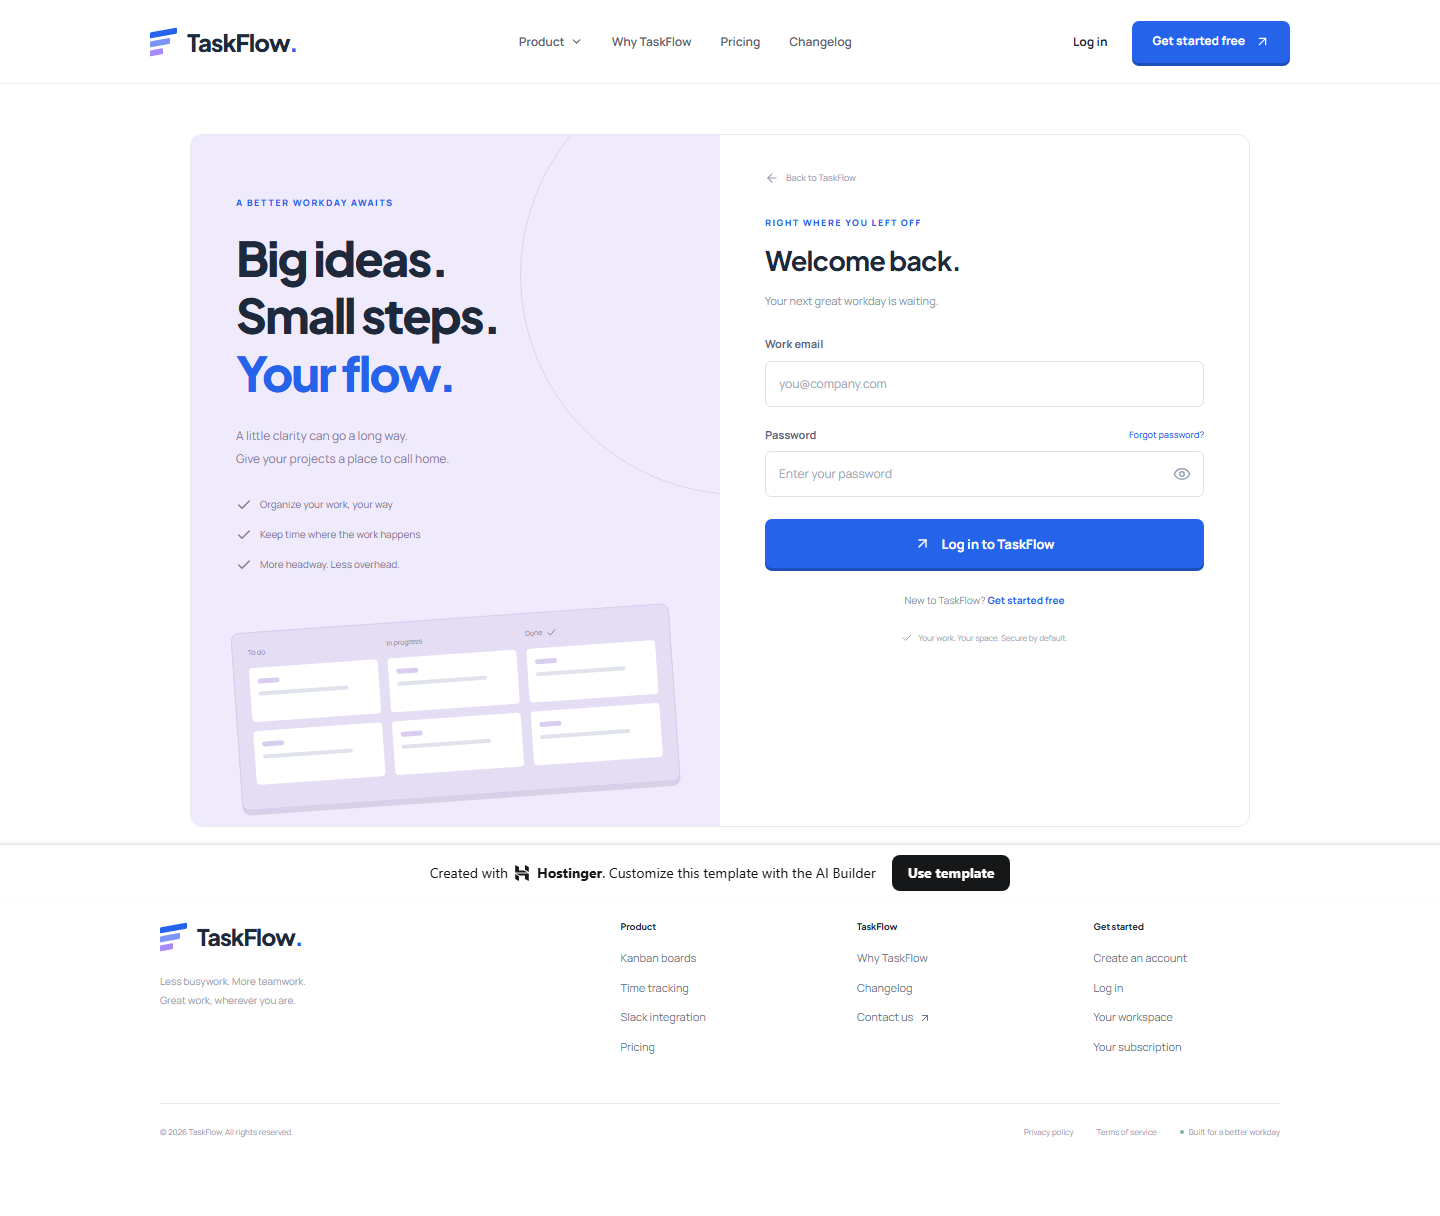 TaskFlow.
Product
Why TaskFlow
Pricing
Changelog
Log in
Get started free
A BETTER WORKDAY AWAITS
Big ideas.
Small steps.
Your flow.
A little clarity can go a long way.
Give your projects a place to call home.
Organize your work, your way
Keep time where the work happens
More headway. Less overhead.
To do
In progress
Done
Back to TaskFlow
RIGHT WHERE YOU LEFT OFF
Welcome back.
Your next great workday is waiting.
Work email
you@company.com
Password
Forgot password?
Enter your password
Log in to TaskFlow
New to TaskFlow? Get started free
Your work. Your space. Secure by default.
Created with Hostinger. Customize this template with the AI Builder
Use template
TaskFlow.
Less busywork. More teamwork.
Great work, wherever you are.
Product
Kanban boards
Time tracking
Slack integration
Pricing
TaskFlow
Why TaskFlow
Changelog
Contact us
Get started
Create an account
Log in
Your workspace
Your subscription
© 2026 TaskFlow. All rights reserved.
Privacy policy
Terms of service
Built for a better workday